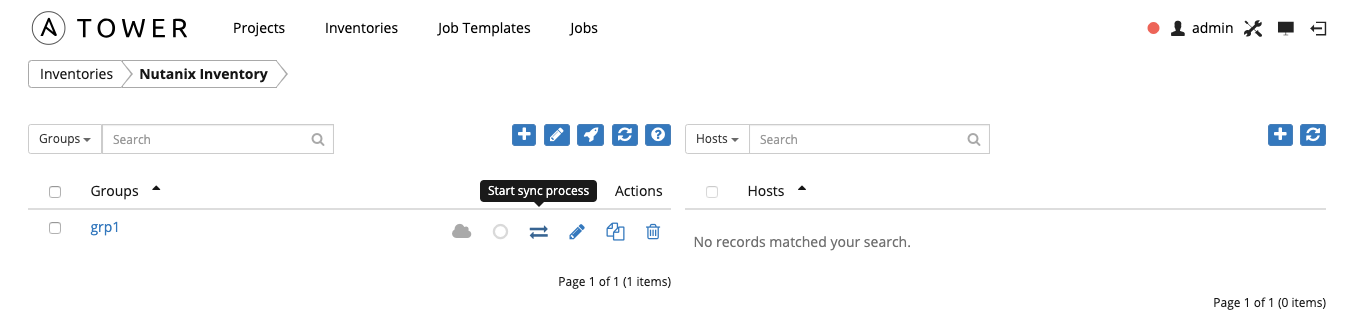 TOWER Projects Inventories Job Templates Jobs admin
Inventories Nutanix Inventory
Groups Search Hosts Search
Start sync process
Groups Actions Hosts
grp1
No records matched your search.
Page 1 of 1 (1 items)
Page 1 of 1 (0 items)